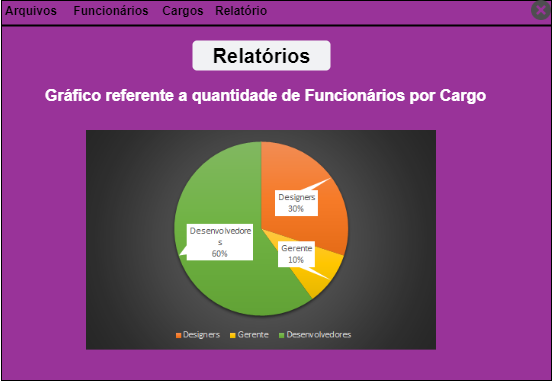 Arquivos Funcionários Cargos Relatório
Relatórios
Gráfico referente a quantidade de Funcionários por Cargo
Designers
30%
Desenvolvedore
s
60%
Gerente
10%
Designers Gerente Desenvolvedores